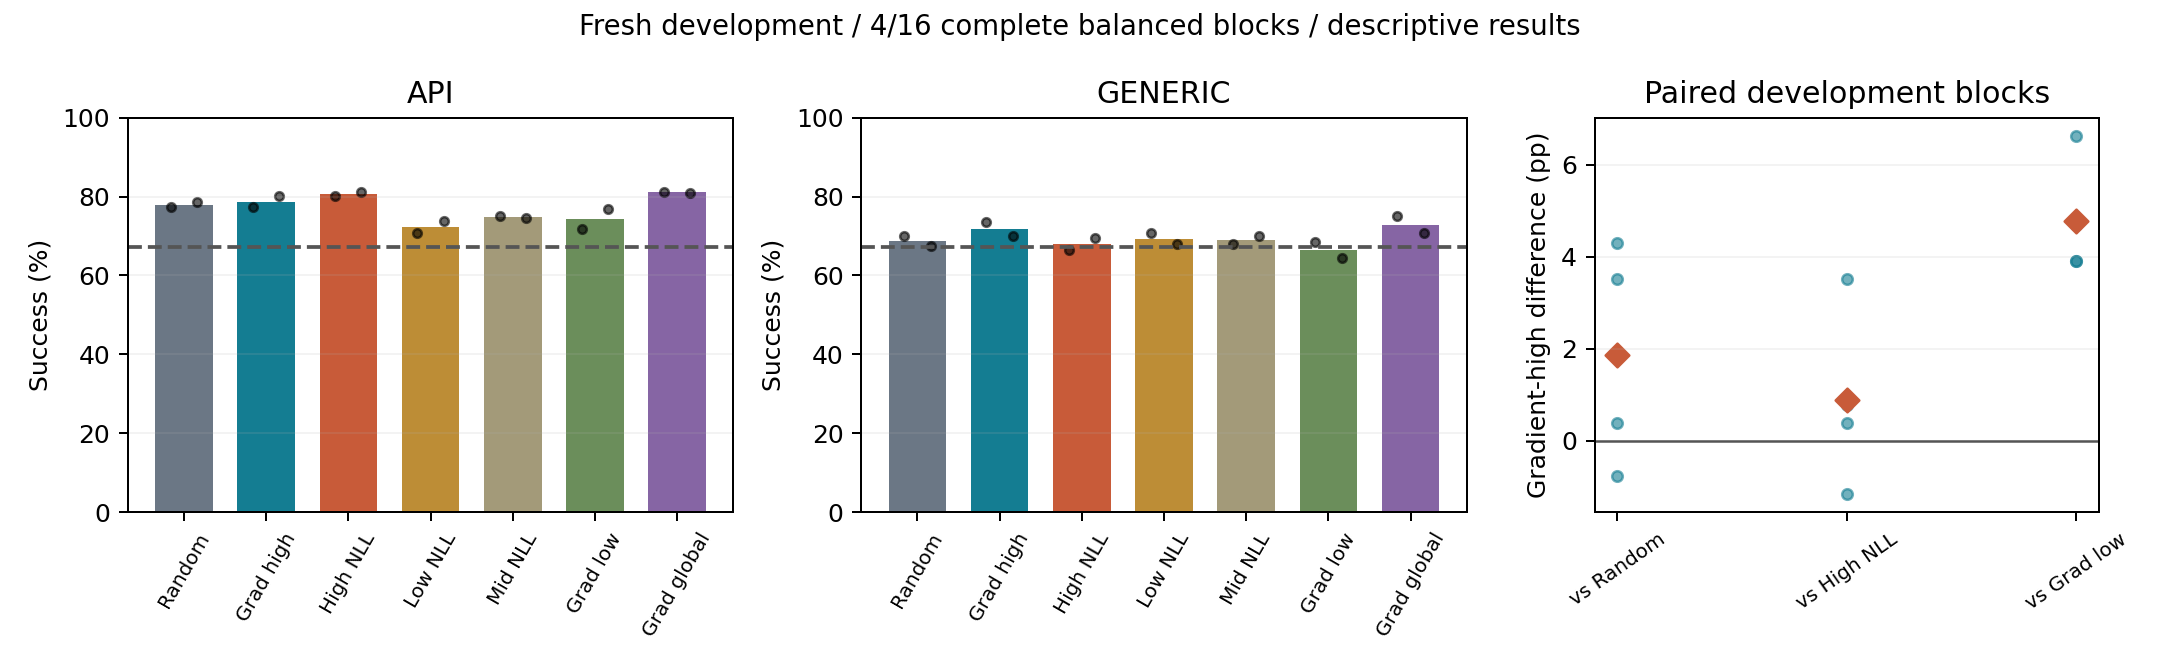 Fresh development / 4/16 complete balanced blocks / descriptive results
API
Success (%)
100
80
60
40
20
0
Random
Grad high
High NLL
Low NLL
Mid NLL
Grad low
Grad global
GENERIC
Success (%)
100
80
60
40
20
0
Random
Grad high
High NLL
Low NLL
Mid NLL
Grad low
Grad global
Paired development blocks
Gradient-high difference (pp)
6
4
2
0
vs Random
vs High NLL
vs Grad low